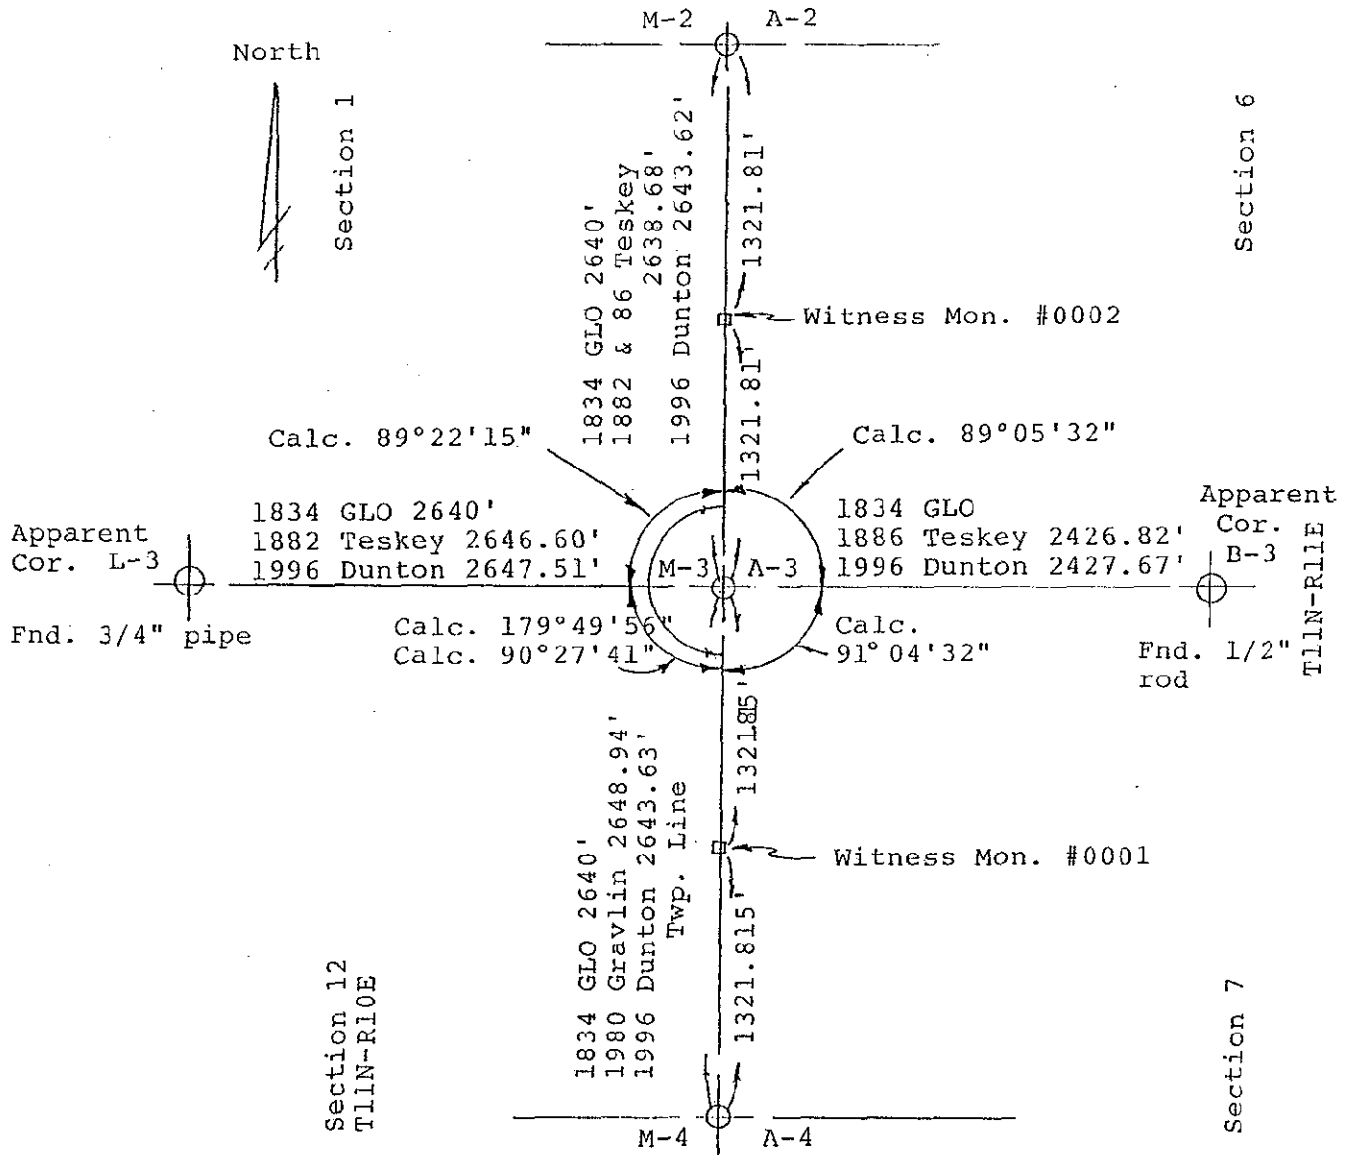 M-2 A-2
North
Section 1
Section 6
1834 GLO 2640'
1882 & 86 Teskey
2638.68'
1996 Dunton 2643.62'
1321.81'
Witness Mon. #0002
1321.81'
Calc. 89°22'15"
Calc. 89°05'32"
1834 GLO 2640'
1882 Teskey 2646.60'
1996 Dunton 2647.51'
1834 GLO
1886 Teskey 2426.82'
1996 Dunton 2427.67'
Apparent
Cor. L-3
Fnd. 3/4" pipe
M-3 A-3
Apparent
Cor.
B-3
T11N-R11E
Fnd. 1/2"
rod
Calc. 179°49'56"
Calc. 90°27'41"
Calc.
91°04'32"
1834 GLO 2640'
1980 Gravlin 2648.94'
1996 Dunton 2643.63'
Twp. Line
1321.815'
Witness Mon. #0001
1321.815'
Section 12
T11N-R10E
Section 7
M-4 A-4